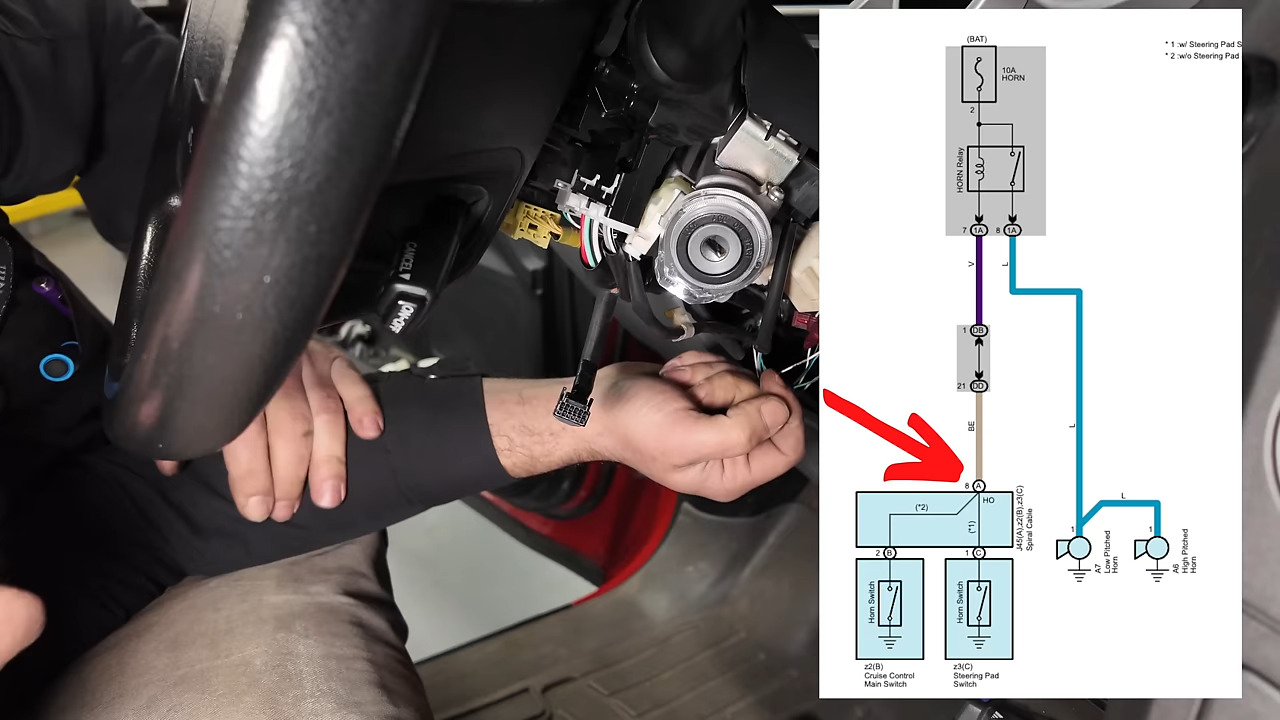 CANCEL
ON-OFF
(BAT)
* 1 :w/ Steering Pad S
* 2 :w/o Steering Pad
10A
HORN
2
HORN Relay
7
1A
8
1A
V
L
1
DB
21
DD
BE
L
L
8
A
HO
(*2)
(*1)
J45(A),z2(B),z3(C)
Spiral Cable
2
B
1
C
1
1
A7
Low Pitched
Horn
A6
High Pitched
Horn
Horn Switch
Horn Switch
z2(B)
Cruise Control
Main Switch
z3(C)
Steering Pad
Switch